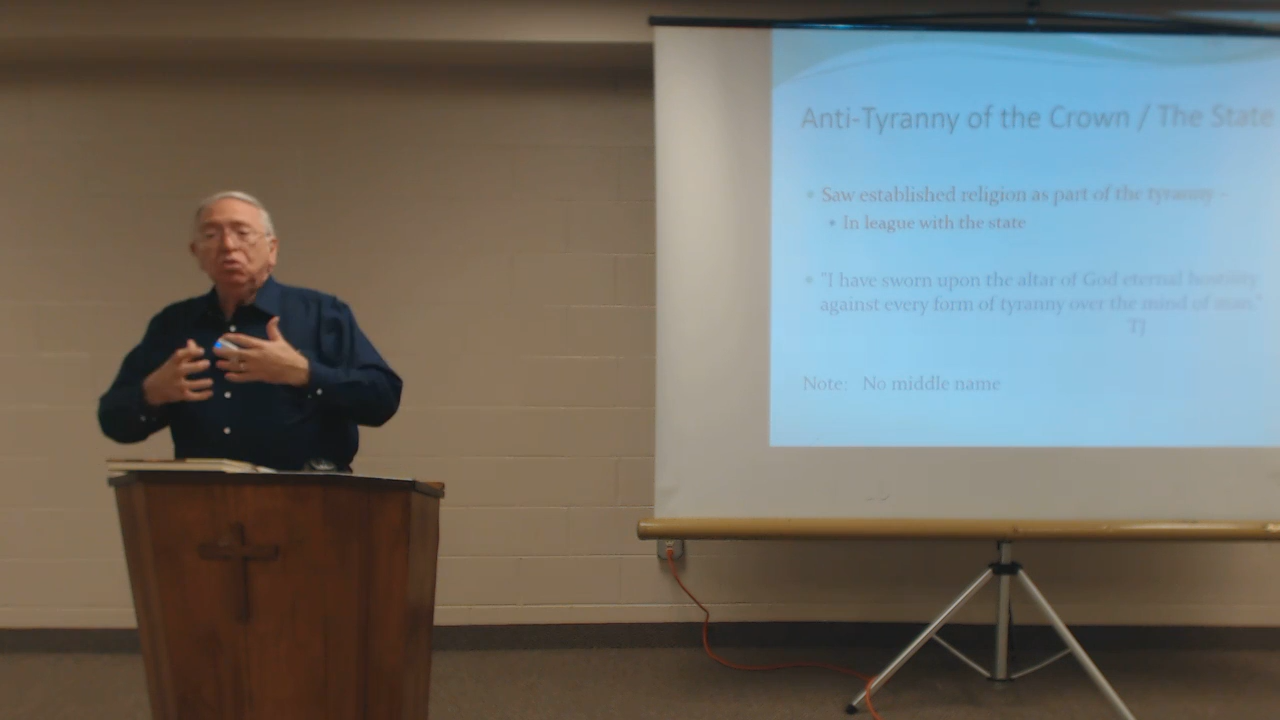 Anti-Tyranny of the Crown / The State
• Saw established religion as part of the tyranny –
• In league with the state
• "I have sworn upon the altar of God eternal hostility
against every form of tyranny over the mind of man."
TJ
Note: No middle name